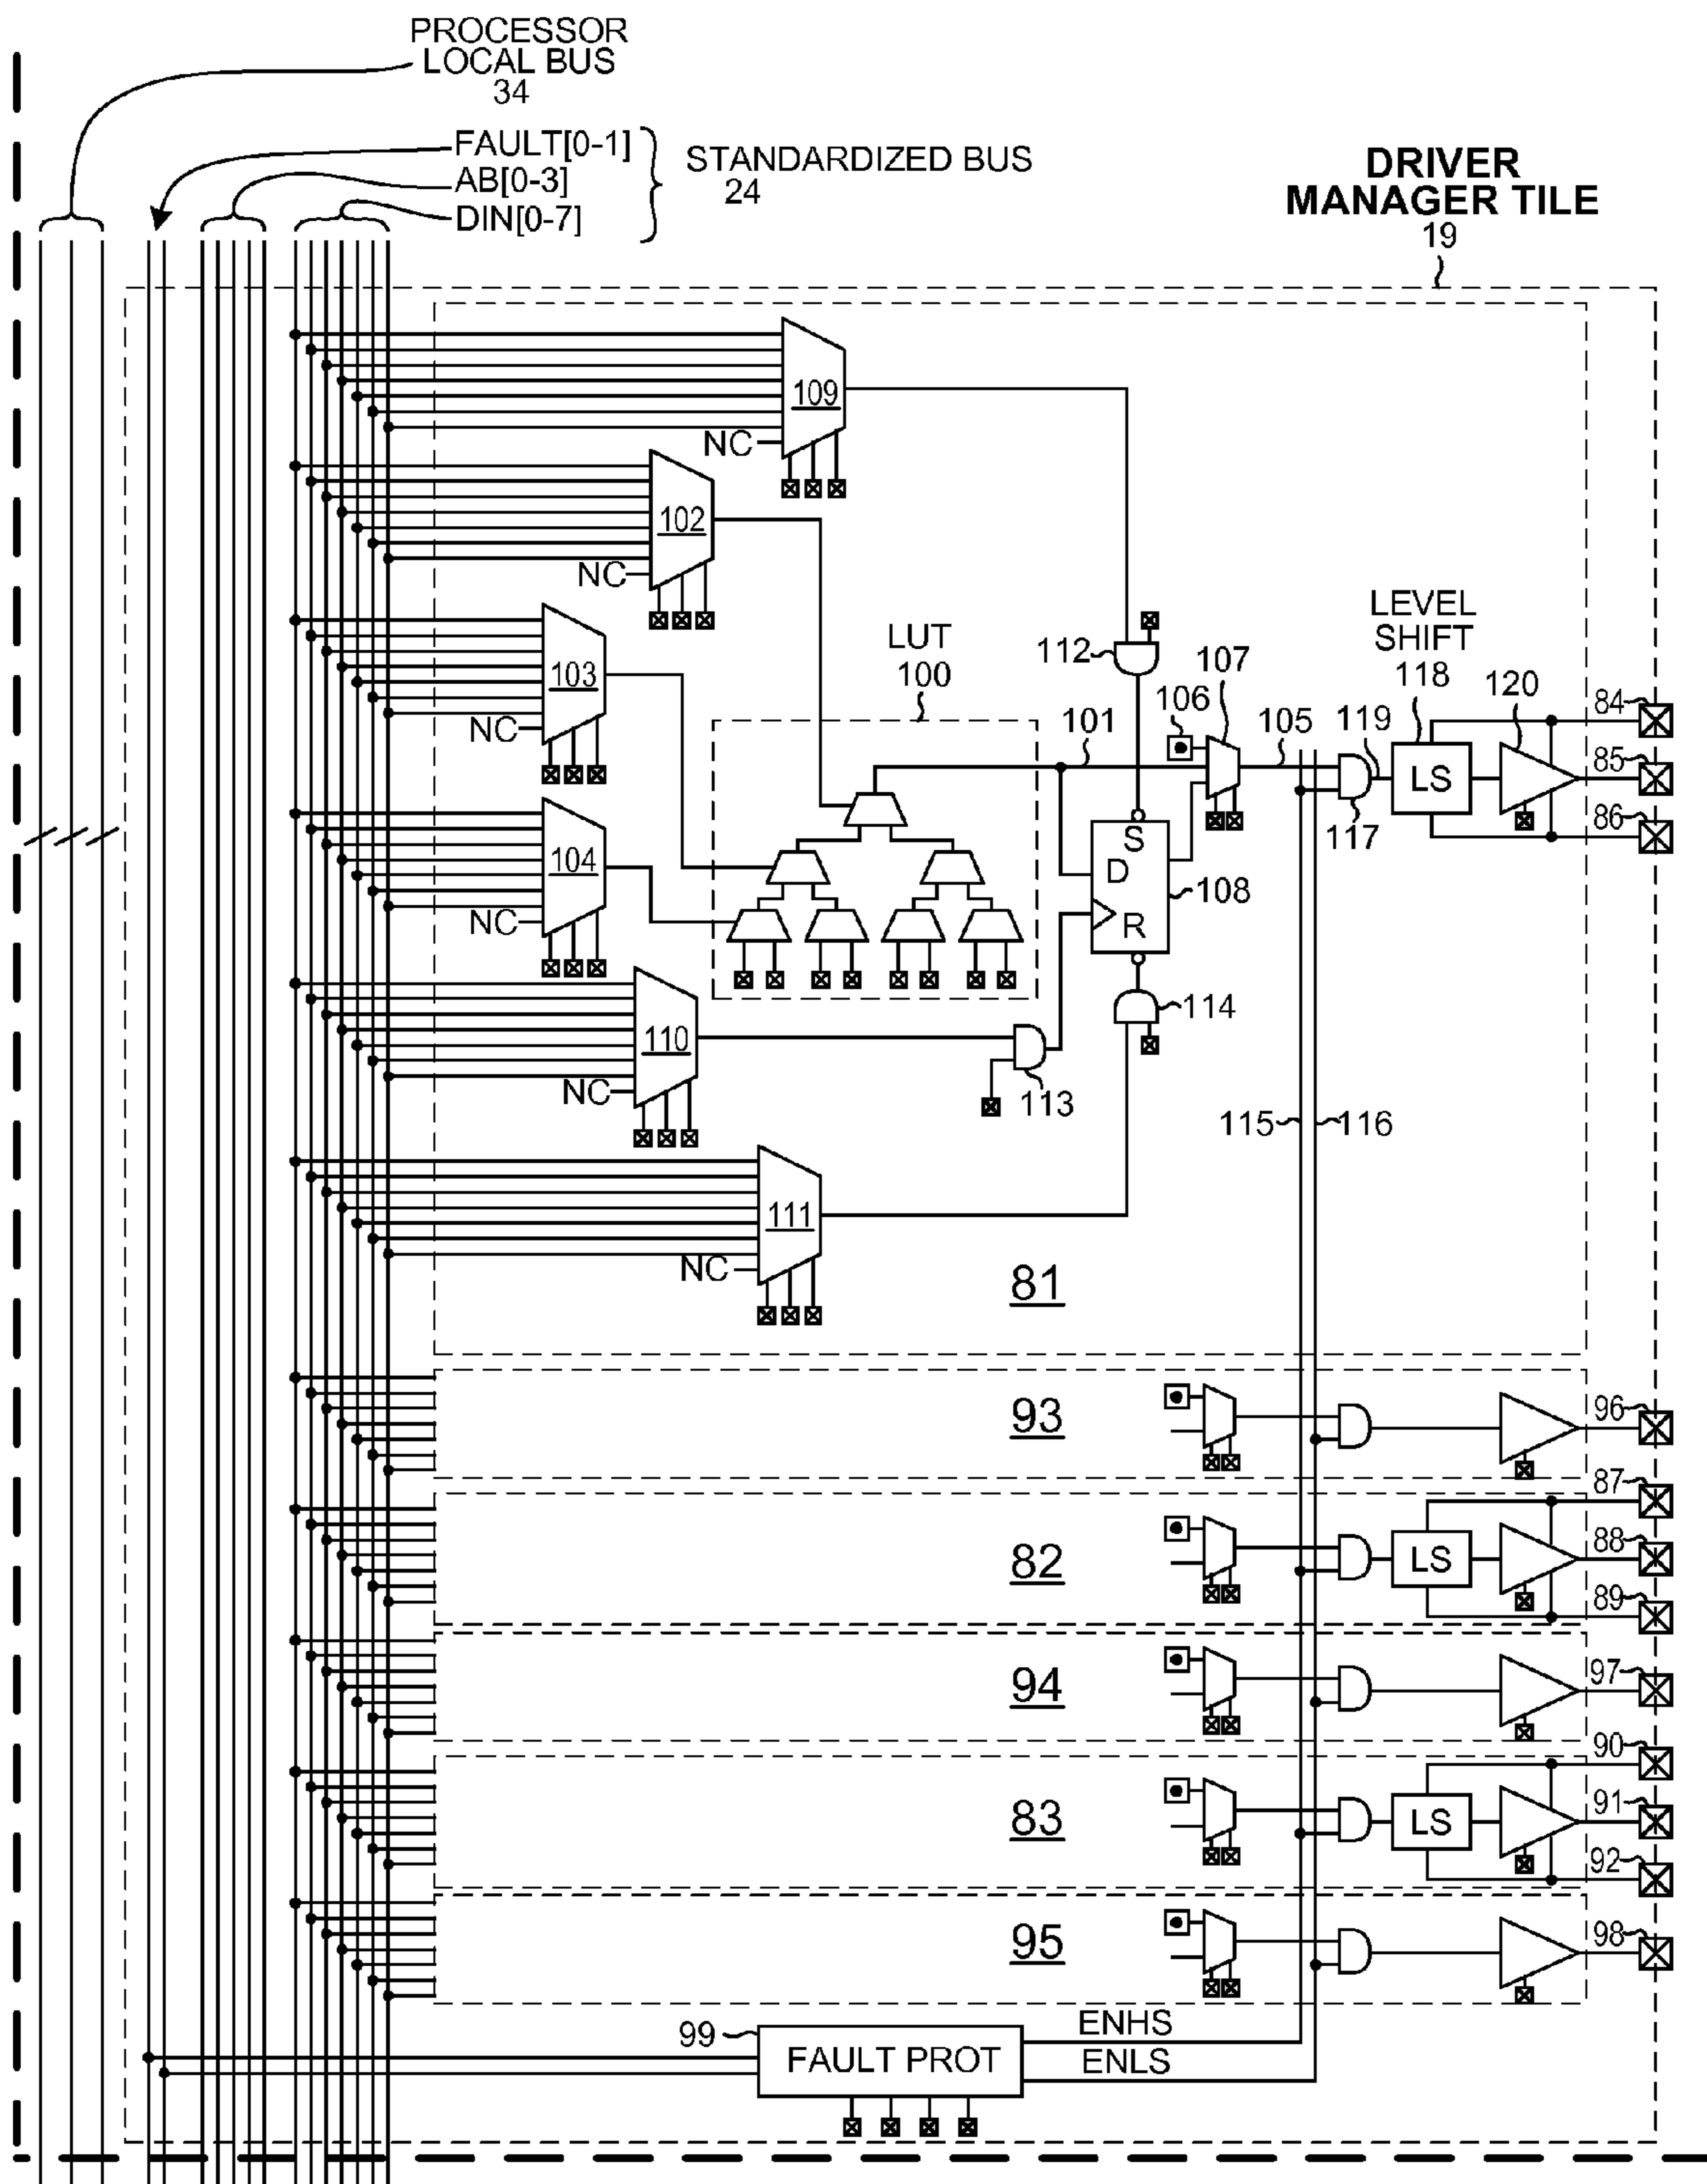 PROCESSOR
LOCAL BUS
34
FAULT[0-1]
AB[0-3]
DIN[0-7]
STANDARDIZED BUS
24
DRIVER
MANAGER TILE
19
109
NC
102
NC
103
NC
104
NC
LUT
100
112
107
106
101
105
LEVEL
SHIFT
118
120
119
LS
117
84
85
86
S
D
R
108
114
110
NC
113
115
116
111
NC
81
93
96
82
LS
87
88
89
94
97
83
LS
90
91
92
95
98
99
FAULT PROT
ENHS
ENLS